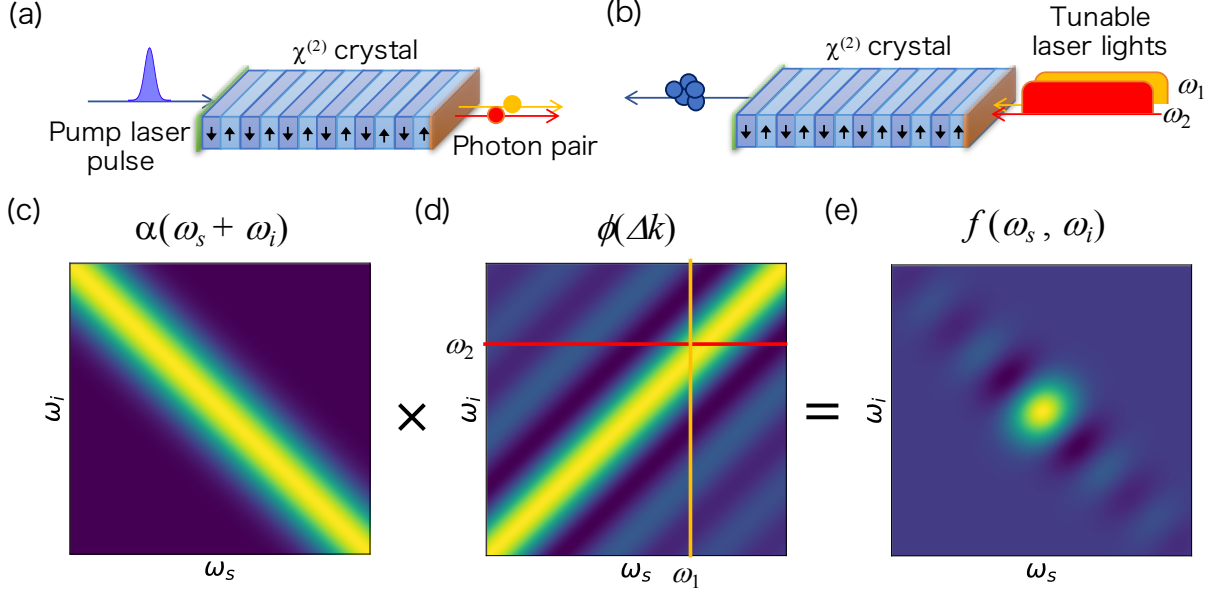 (a)
χ⁽²⁾ crystal
Pump laser
pulse
Photon pair
(b)
χ⁽²⁾ crystal
Tunable
laser lights
ω₁
ω₂
(c)
α(ωₛ + ωᵢ)
ωᵢ
ωₛ
×
(d)
ϕ(Δk)
ω₂
ωᵢ
ωₛ
ω₁
=
(e)
f(ωₛ , ωᵢ)
ωᵢ
ωₛ